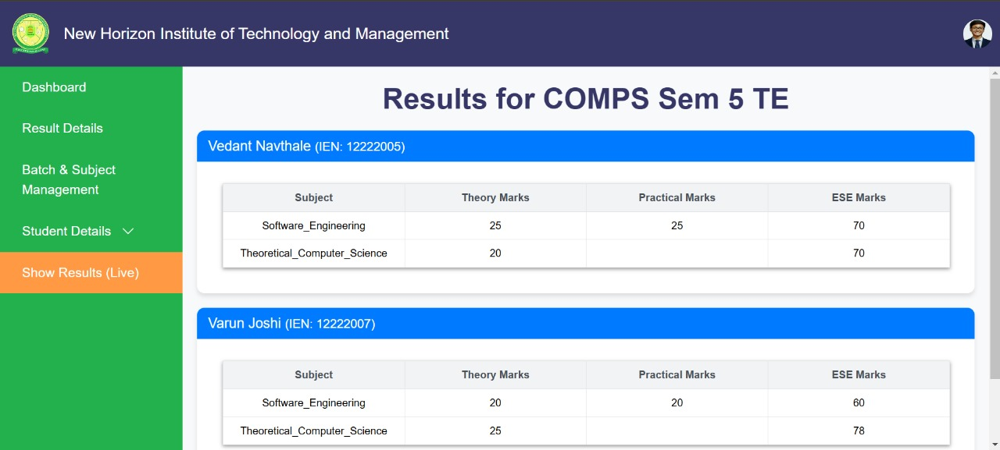 New Horizon Institute of Technology and Management
Dashboard
Result Details
Batch & Subject
Management
Student Details
Show Results (Live)
Results for COMPS Sem 5 TE
Vedant Navthale (IEN: 12222005)
Subject Theory Marks Practical Marks ESE Marks
Software_Engineering 25 25 70
Theoretical_Computer_Science 20 70
Varun Joshi (IEN: 12222007)
Subject Theory Marks Practical Marks ESE Marks
Software_Engineering 20 20 60
Theoretical_Computer_Science 25 78